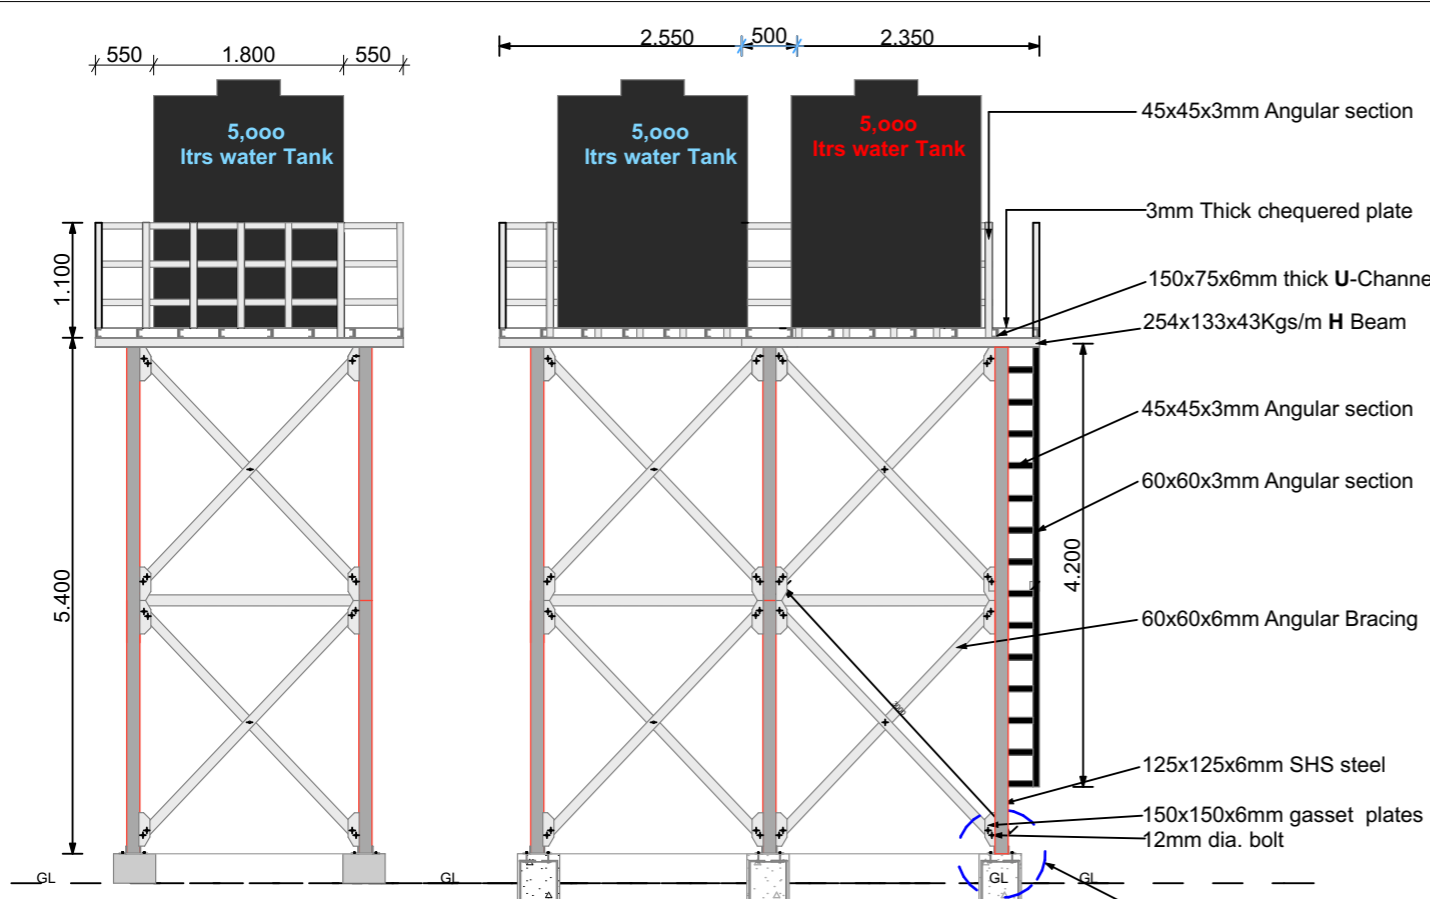 550
1.800
550
2.550
500
2.350
5,ooo
ltrs water Tank
5,ooo
ltrs water Tank
5,ooo
ltrs water Tank
45x45x3mm Angular section
3mm Thick chequered plate
1.100
150x75x6mm thick U-Channe
254x133x43Kgs/m H Beam
45x45x3mm Angular section
60x60x3mm Angular section
5.400
4.200
60x60x6mm Angular Bracing
125x125x6mm SHS steel
150x150x6mm gasset plates
12mm dia. bolt
GL
GL
GL
GL